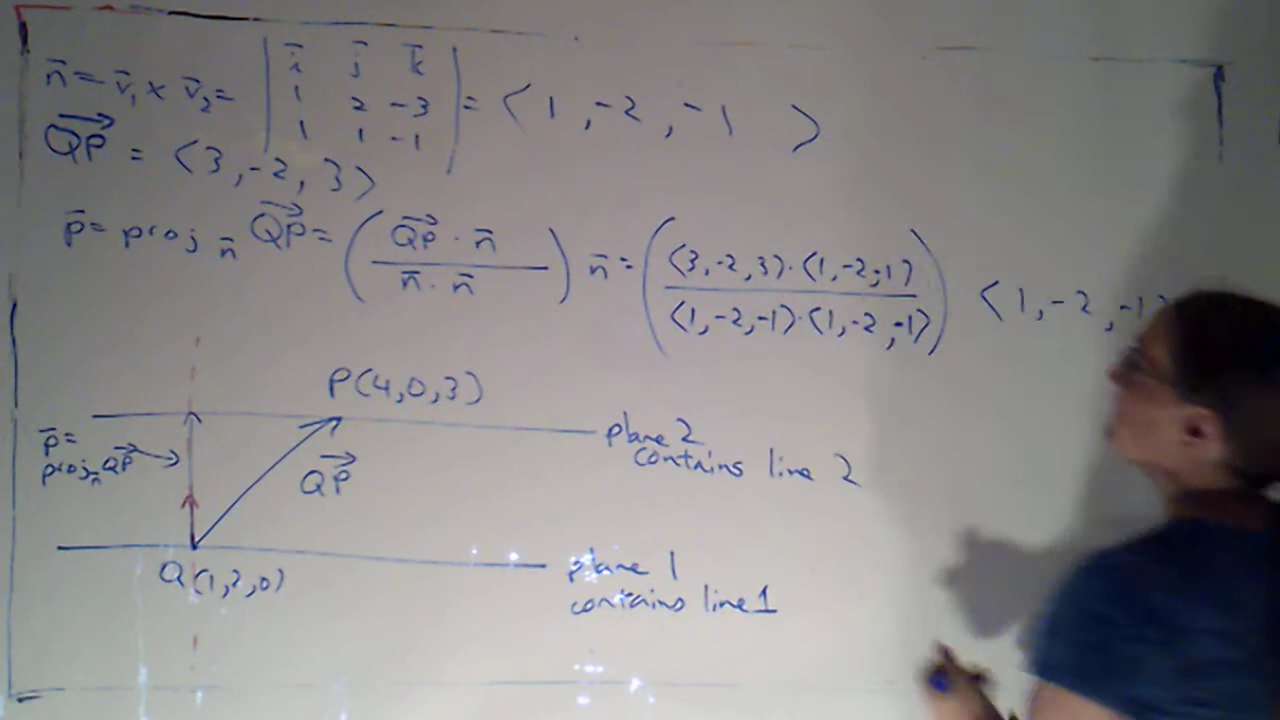 n̄ = v̄₁ × v̄₂ = | ī j̄ k̄ | = ⟨1, -2, -1⟩
1 2 -3
1 1 -1
QP = ⟨3, -2, 3⟩
p̄ = proj n̄ QP = (QP · n̄ / n̄ · n̄) n̄ = (⟨3,-2,3⟩·⟨1,-2,-1⟩ / ⟨1,-2,-1⟩·⟨1,-2,-1⟩) ⟨1,-2,-1⟩
P(4,0,3)
plane 2
contains line 2
p̄ =
proj n QP
QP
Q(1,2,0)
plane 1
contains line 1